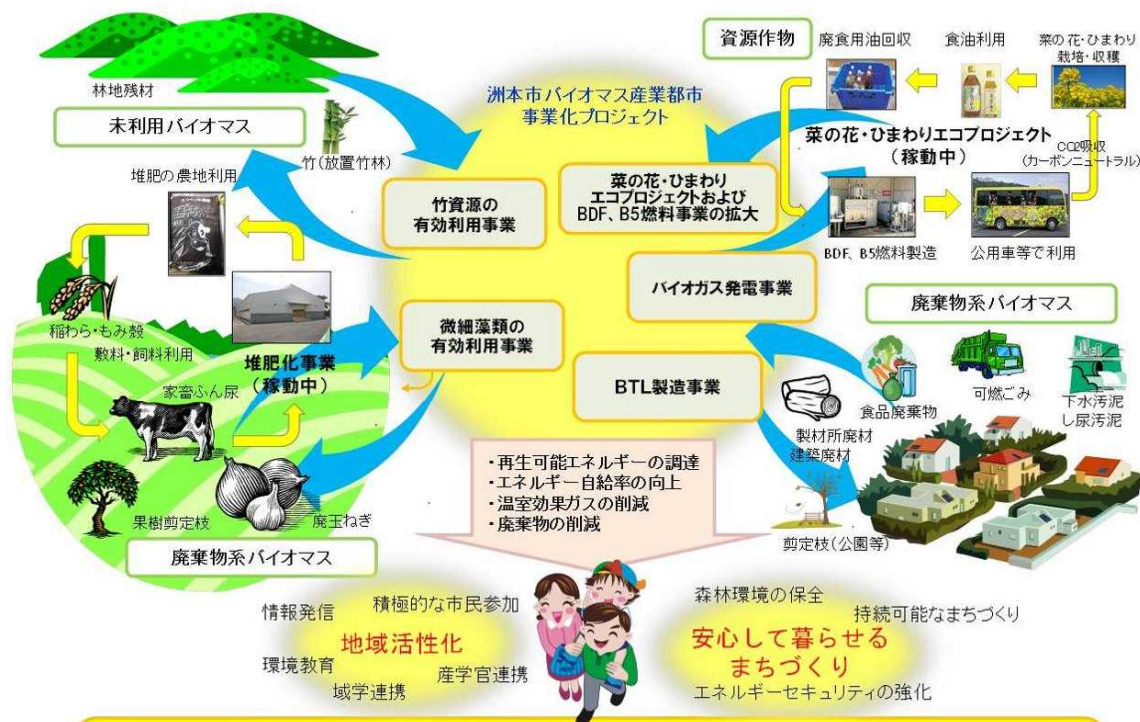 林地残材
未利用バイオマス
竹(放置竹林)
堆肥の農地利用
稲わら・もみ殻
敷料・飼料利用
堆肥化事業
(稼動中)
家畜ふん尿
果樹剪定枝
廃玉ねぎ
廃棄物系バイオマス
洲本市バイオマス産業都市
事業化プロジェクト
竹資源の
有効利用事業
菜の花・ひまわり
エコプロジェクトおよび
BDF、B5燃料事業の拡大
バイオガス発電事業
微細藻類の
有効利用事業
BTL製造事業
資源作物
廃食用油回収
食油利用
菜の花・ひまわり
栽培・収穫
菜の花・ひまわりエコプロジェクト
(稼動中)
CO2吸収
(カーボンニュートラル)
BDF、B5燃料製造
公用車等で利用
廃棄物系バイオマス
食品廃棄物
可燃ごみ
下水汚泥
し尿汚泥
製材所廃材
建築廃材
剪定枝(公園等)
・再生可能エネルギーの調達
・エネルギー自給率の向上
・温室効果ガスの削減
・廃棄物の削減
情報発信
積極的な市民参加
地域活性化
環境教育
産学官連携
域学連携
森林環境の保全
持続可能なまちづくり
安心して暮らせる
まちづくり
エネルギーセキュリティの強化